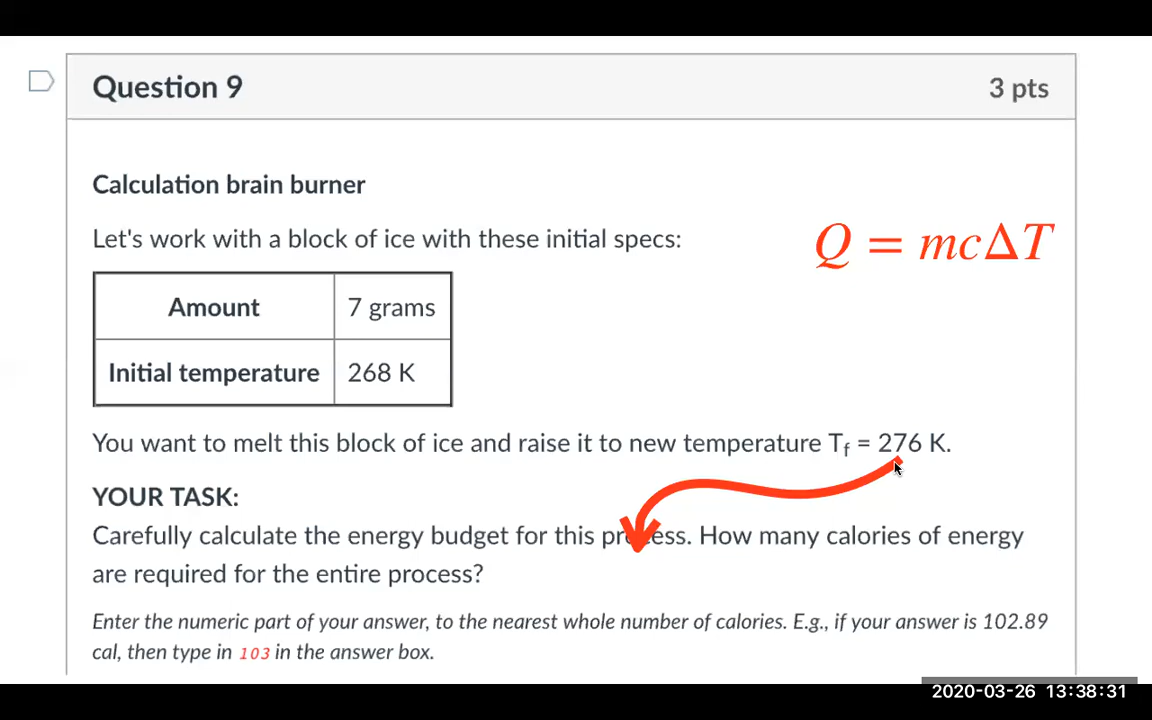 Question 9
3 pts
Calculation brain burner
Let's work with a block of ice with these initial specs:
Q = mcΔT
Amount
7 grams
Initial temperature
268 K
You want to melt this block of ice and raise it to new temperature Tf = 276 K.
YOUR TASK:
Carefully calculate the energy budget for this process. How many calories of energy
are required for the entire process?
Enter the numeric part of your answer, to the nearest whole number of calories. E.g., if your answer is 102.89
cal, then type in 103 in the answer box.
2020-03-26 13:38:31